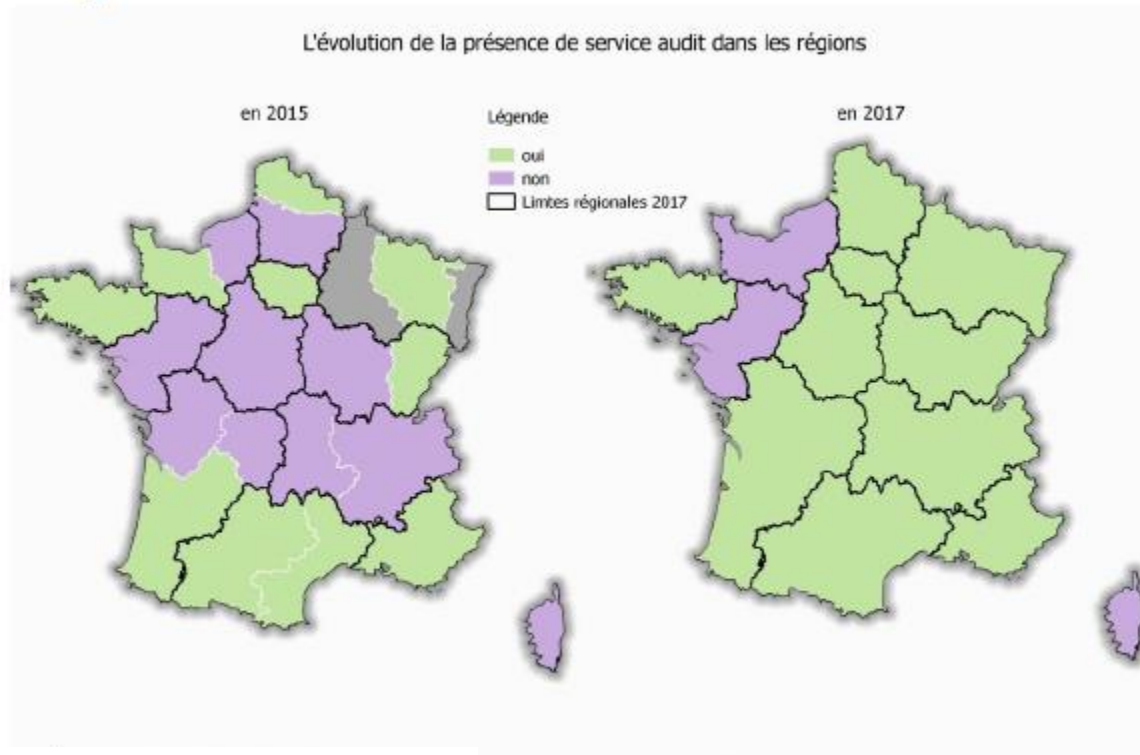 L'évolution de la présence de service audit dans les régions
en 2015
Légende
en 2017
oui
non
Limtes régionales 2017